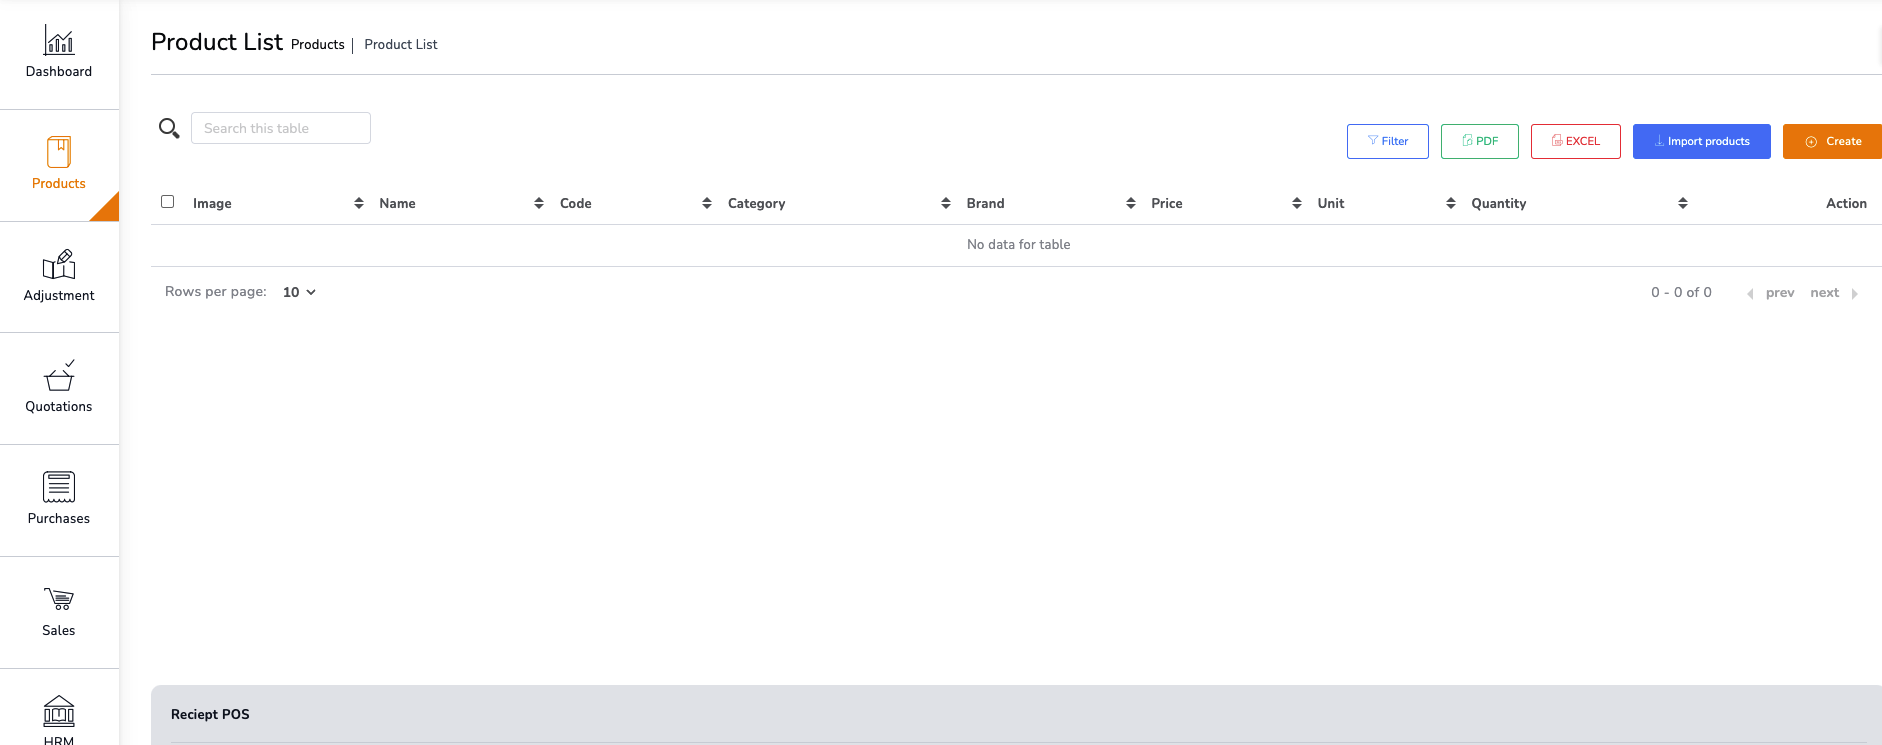 Dashboard
Products
Adjustment
Quotations
Purchases
Sales
HRM
Product List Products | Product List
Search this table
Filter PDF EXCEL Import products Create
Image Name Code Category Brand Price Unit Quantity Action
No data for table
Rows per page: 10
0 - 0 of 0 prev next
Reciept POS